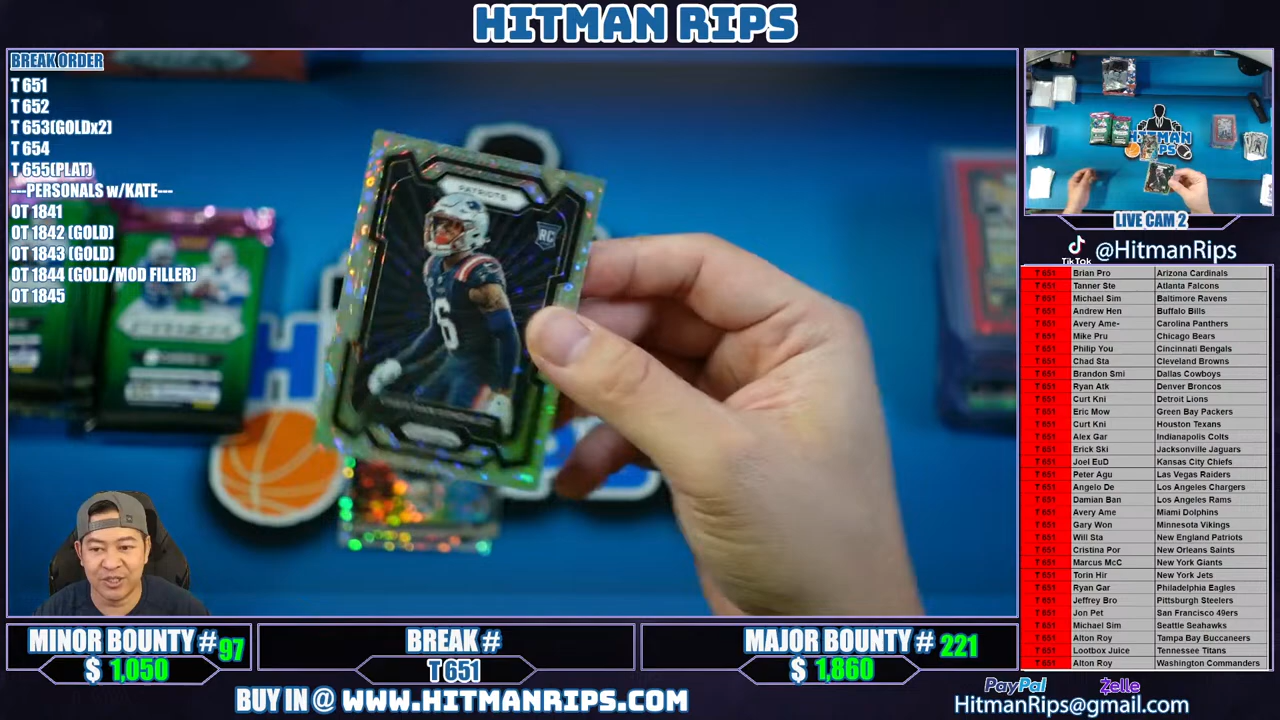 HITMAN RIPS
BREAK ORDER
T 651
T 652
T 653(GOLDx2)
T 654
T 655(PLAT)
---PERSONALS w/KATE---
OT 1841
OT 1842 (GOLD)
OT 1843 (GOLD)
OT 1844 (GOLD/MOD FILLER)
OT 1845
PATRIOTS
RC
6
HITMAN
RIPS
LIVE CAM 2
TikTok
@HitmanRips
T 651 Brian Pro Arizona Cardinals
T 651 Tanner Ste Atlanta Falcons
T 651 Michael Sim Baltimore Ravens
T 651 Andrew Hen Buffalo Bills
T 651 Avery Ame- Carolina Panthers
T 651 Mike Pru Chicago Bears
T 651 Philip You Cincinnati Bengals
T 651 Chad Sta Cleveland Browns
T 651 Brandon Smi Dallas Cowboys
T 651 Ryan Atk Denver Broncos
T 651 Curt Kni Detroit Lions
T 651 Eric Mow Green Bay Packers
T 651 Curt Kni Houston Texans
T 651 Alex Gar Indianapolis Colts
T 651 Erick Ski Jacksonville Jaguars
T 651 Joel EuD Kansas City Chiefs
T 651 Peter Agu Las Vegas Raiders
T 651 Angelo De Los Angeles Chargers
T 651 Damian Ban Los Angeles Rams
T 651 Avery Ame Miami Dolphins
T 651 Gary Won Minnesota Vikings
T 651 Will Sta New England Patriots
T 651 Cristina Por New Orleans Saints
T 651 Marcus McC New York Giants
T 651 Torin Hir New York Jets
T 651 Ryan Gar Philadelphia Eagles
T 651 Jeffrey Bro Pittsburgh Steelers
T 651 Jon Pet San Francisco 49ers
T 651 Michael Sim Seattle Seahawks
T 651 Alton Roy Tampa Bay Buccaneers
T 651 Lootbox Juice Tennessee Titans
T 651 Alton Roy Washington Commanders
MINOR BOUNTY # 97
$ 1,050
BREAK #
T 651
MAJOR BOUNTY # 221
$ 1,860
BUY IN @ WWW.HITMANRIPS.COM
PayPal Zelle
HitmanRips@gmail.com